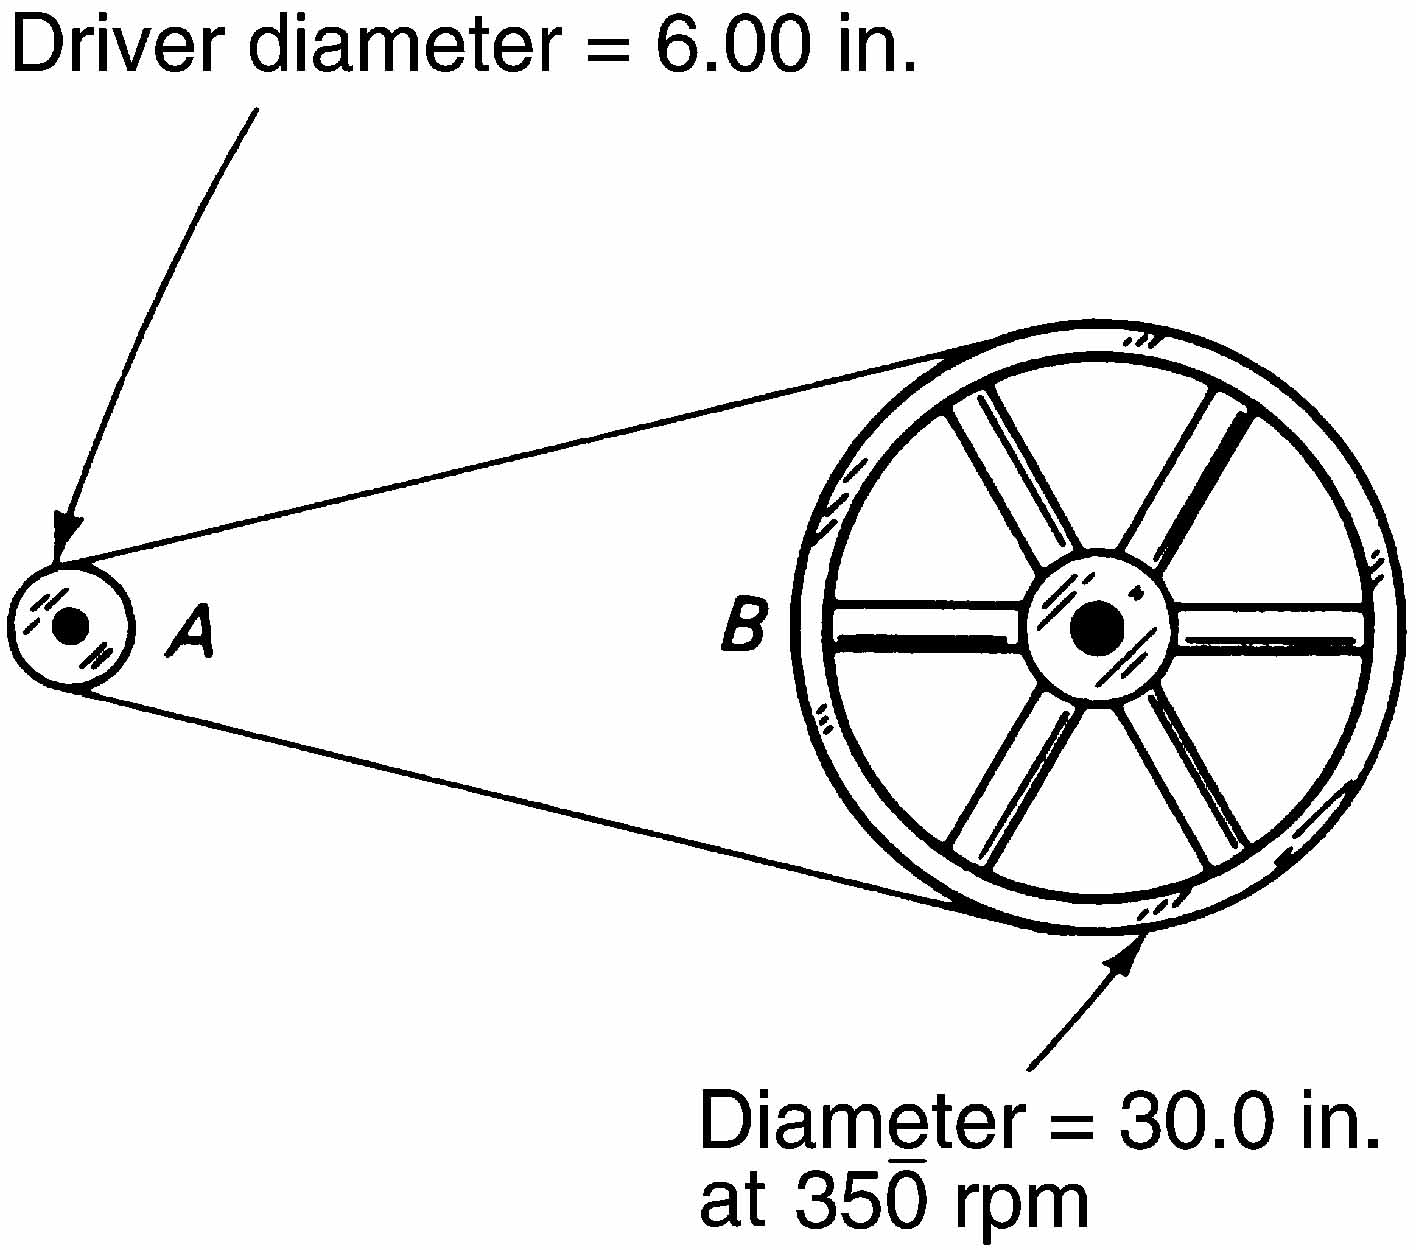 Driver diameter = 6.00 in.
A
B
Diameter = 30.0 in.
at 350̅ rpm